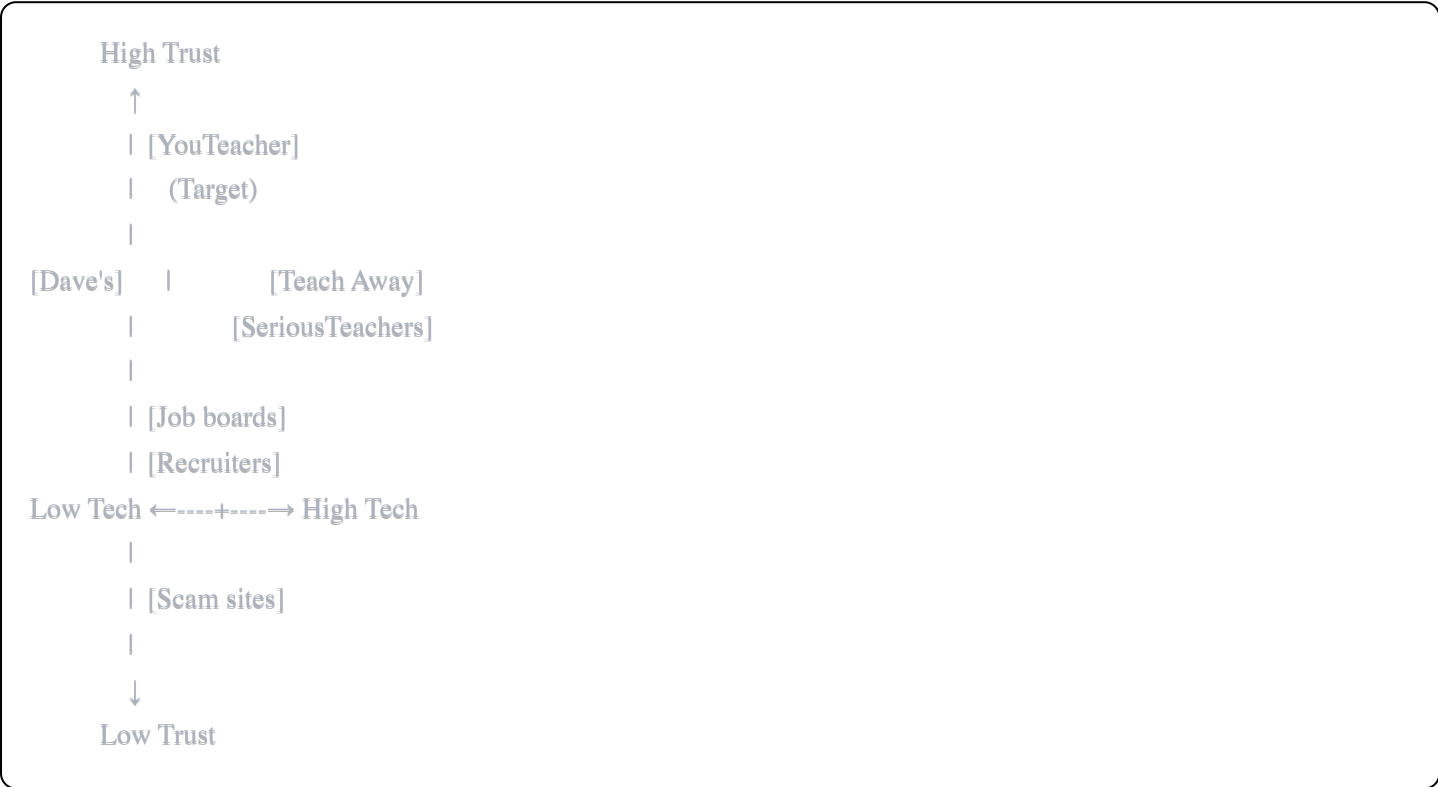 High Trust
↑
| [YouTeacher]
| (Target)
|
[Dave's] | [Teach Away]
| [SeriousTeachers]
|
| [Job boards]
| [Recruiters]
Low Tech ←----+----→ High Tech
|
| [Scam sites]
|
↓
Low Trust